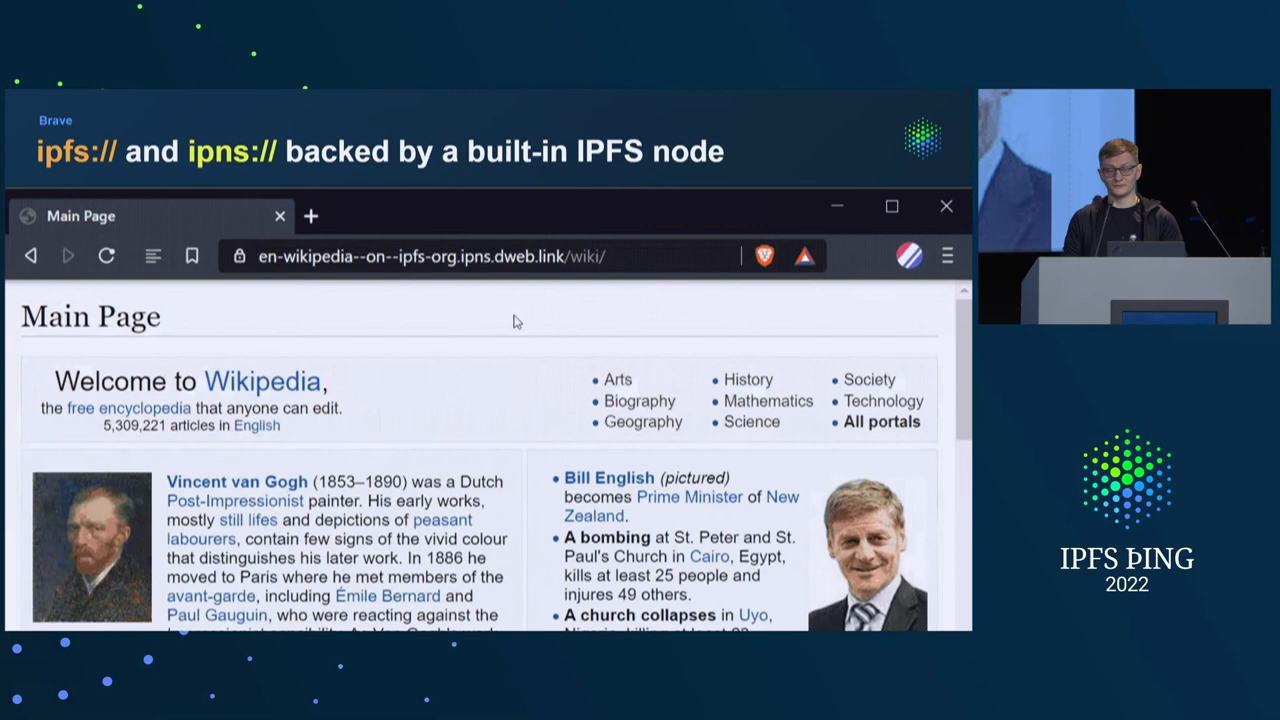 Brave
ipfs:// and ipns:// backed by a built-in IPFS node
Main Page
en-wikipedia--on--ipfs-org.ipns.dweb.link/wiki/
Main Page
Welcome to Wikipedia,
the free encyclopedia that anyone can edit.
5,309,221 articles in English
Arts
Biography
Geography
History
Mathematics
Science
Society
Technology
All portals
Vincent van Gogh (1853–1890) was a Dutch
Post-Impressionist painter. His early works,
mostly still lifes and depictions of peasant
labourers, contain few signs of the vivid colour
that distinguishes his later work. In 1886 he
moved to Paris where he met members of the
avant-garde, including Émile Bernard and
Paul Gauguin, who were reacting against the
Bill English (pictured)
becomes Prime Minister of New
Zealand.
A bombing at St. Peter and St.
Paul's Church in Cairo, Egypt,
kills at least 25 people and
injures 49 others.
A church collapses in Uyo,
IPFS ÞING
2022